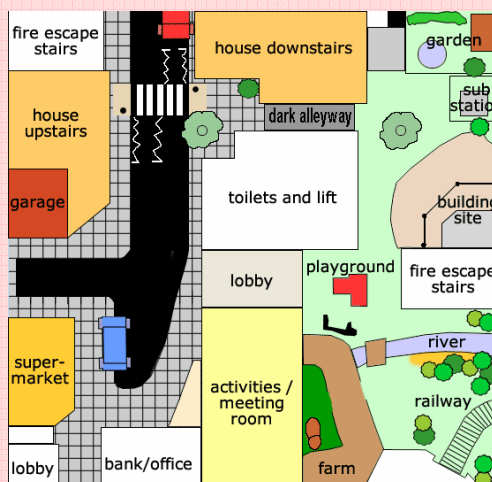 fire escape
stairs
house downstairs
garden
sub
statio
dark alleyway
house
upstairs
garage
toilets and lift
building
site
lobby
playground
fire escape
stairs
river
super-
market
activities /
meeting
room
railway
lobby
bank/office
farm